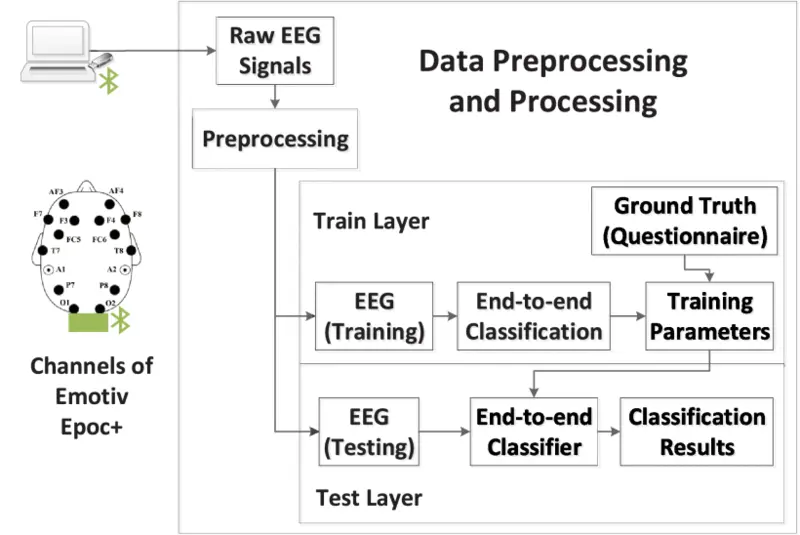 Raw EEG
Signals
Data Preprocessing
and Processing
Preprocessing
AF3 AF4
F7 F3 F4 F8
FC5 FC6
T7 T8
A1 A2
P7 P8
O1 O2
Channels of
Emotiv
Epoc+
Train Layer
Ground Truth
(Questionnaire)
EEG
(Training)
End-to-end
Classification
Training
Parameters
EEG
(Testing)
End-to-end
Classifier
Classification
Results
Test Layer